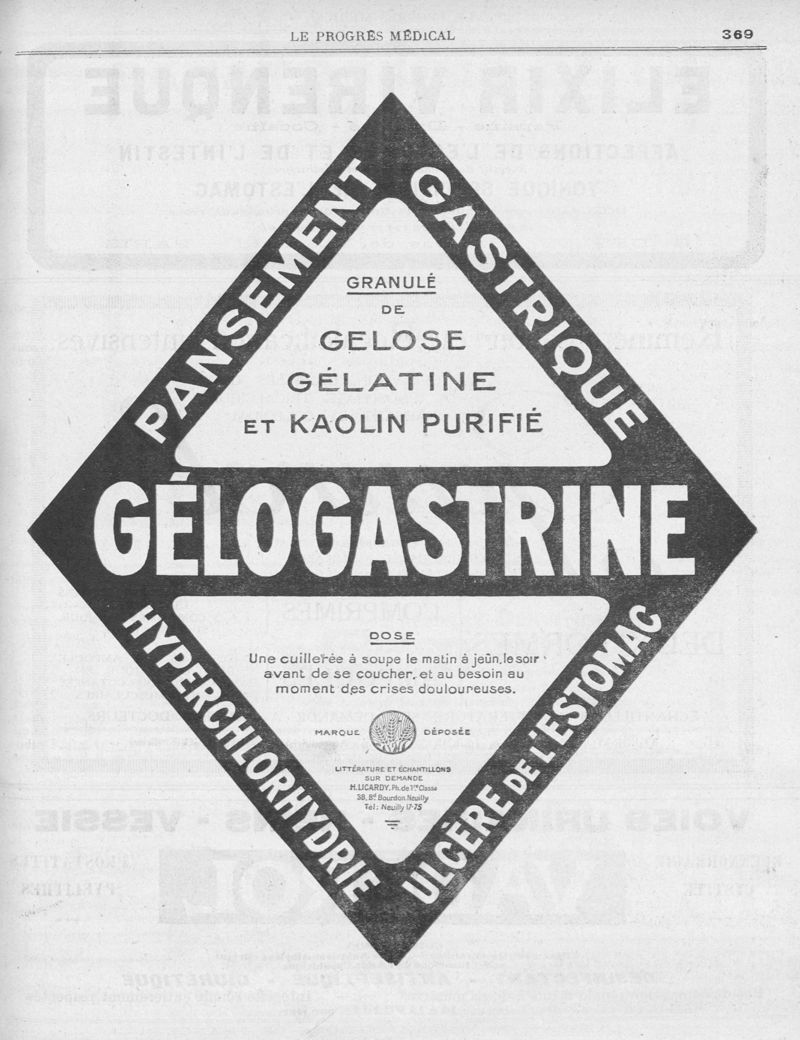 LE PROGRÈS MÉDICAL
369
PANSEMENT GASTRIQUE
GRANULÉ
DE
GELOSE
GÉLATINE
ET KAOLIN PURIFIÉ
GÉLOGASTRINE
HYPERCHLORHYDRIE
DOSE
Une cuillerée à soupe le matin à jeûn, le soir
avant de se coucher, et au besoin au
moment des crises douloureuses.
MARQUE DÉPOSÉE
LITTÉRATURE ET ÉCHANTILLONS
SUR DEMANDE
H. LICARDY. Ph. de 1re Classe
38, Bd Bourdon, Neuilly
Tel: Neuilly 17-75
ULCÈRE DE L'ESTOMAC